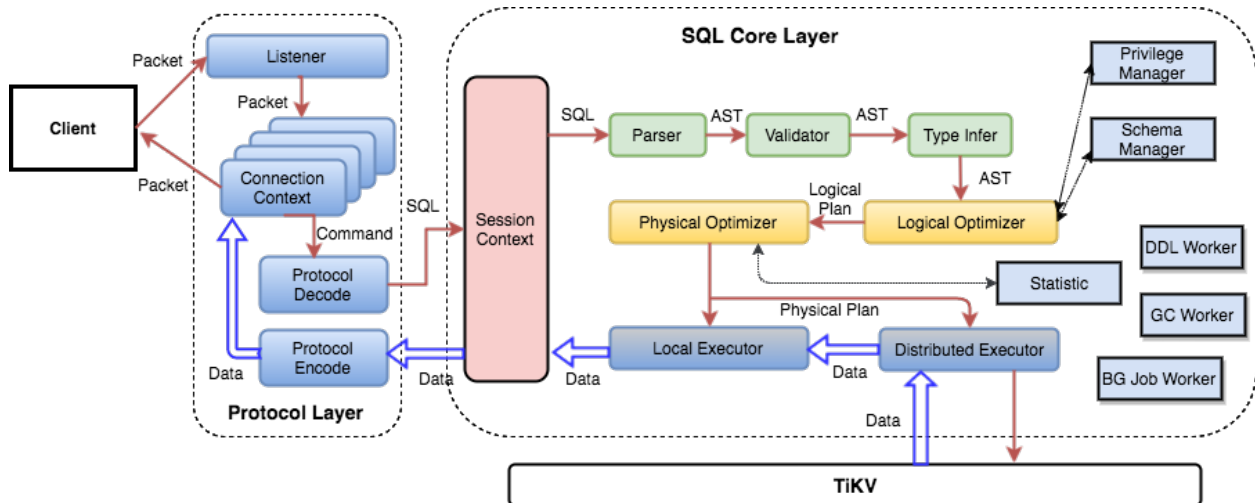 SQL Core Layer
Listener
Packet
Privilege
Manager
Client
Packet
SQL
AST
AST
Parser
Validator
Type Infer
Schema
Manager
Connection
Context
Packet
AST
SQL
Logical
Plan
Session
Context
Physical Optimizer
Logical Optimizer
Command
DDL Worker
Protocol
Decode
Statistic
Physical Plan
GC Worker
Protocol
Encode
Local Executor
Distributed Executor
Data
Data
Data
Data
BG Job Worker
Protocol Layer
Data
TiKV